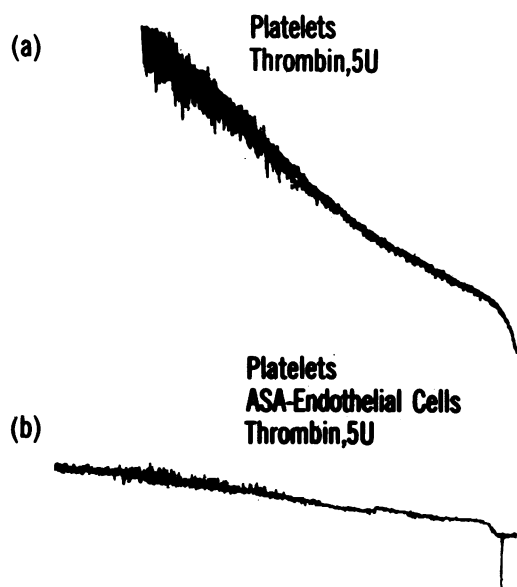 (a)
Platelets
Thrombin,5U
(b)
Platelets
ASA-Endothelial Cells
Thrombin,5U